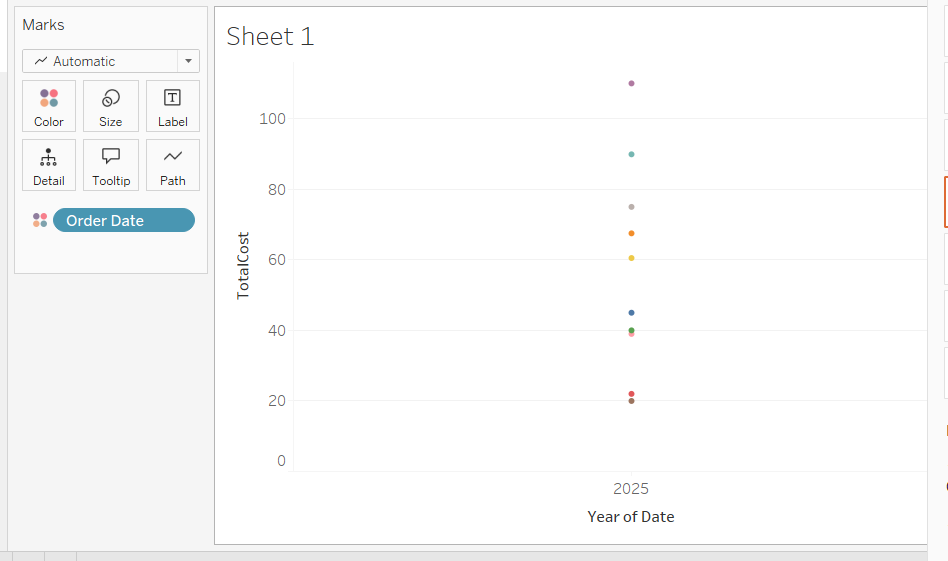 Marks
Automatic
Color
Size
Label
Detail
Tooltip
Path
Order Date
Sheet 1
100
80
60
40
20
0
TotalCost
2025
Year of Date